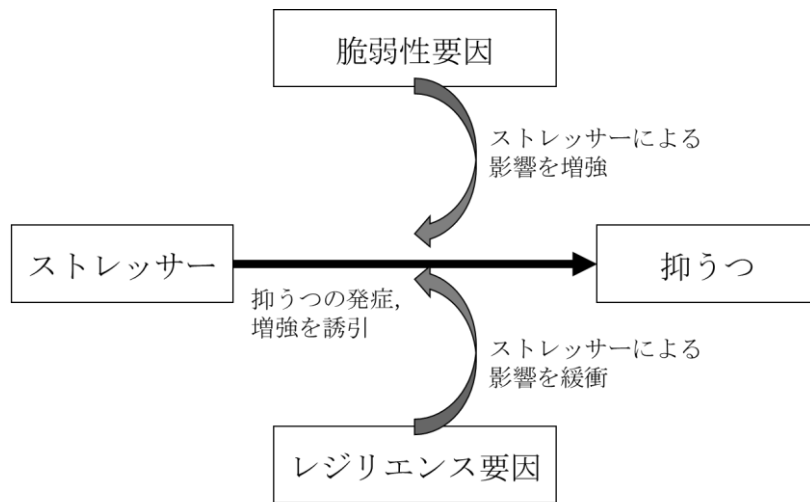 脆弱性要因
ストレッサーによる
影響を増強
ストレッサー
抑うつ
抑うつの発症,
増強を誘引
ストレッサーによる
影響を緩衝
レジリエンス要因